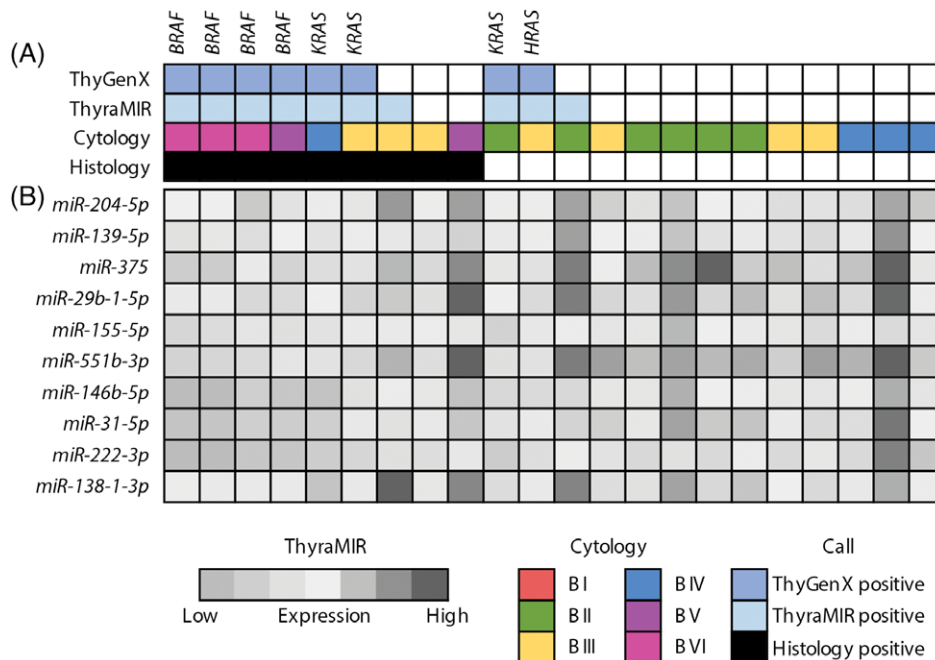 BRAF BRAF BRAF BRAF KRAS KRAS KRAS HRAS
(A)
ThyGenX
ThyraMIR
Cytology
Histology
(B)
miR-204-5p
miR-139-5p
miR-375
miR-29b-1-5p
miR-155-5p
miR-551b-3p
miR-146b-5p
miR-31-5p
miR-222-3p
miR-138-1-3p
ThyraMIR
Low Expression High
Cytology
B I
B II
B III
B IV
B V
B VI
Call
ThyGenX positive
ThyraMIR positive
Histology positive